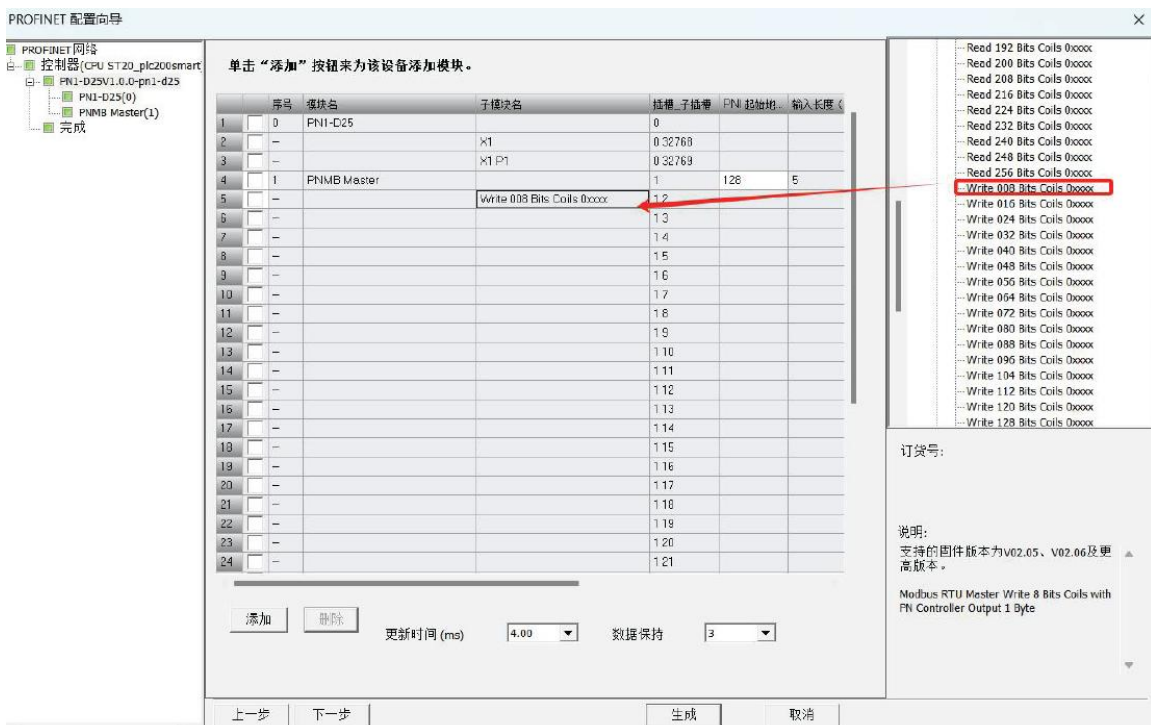 PROFINET 配置向导
PROFINET网络
控制器(CPU ST20_plc200smart
PN1-D25V1.0.0-pn1-d25
PN1-D25(0)
PNMB Master(1)
完成
单击“添加”按钮来为该设备添加模块。
序号 模块名 子模块名 插槽_子插槽 PNI 起始地... 输入长度 (
1 0 PN1-D25 0
2 – X1 0 32768
3 – X1 P1 0 32769
4 1 PNMB Master 1 128 5
5 – Write 008 Bits Coils 0xxxx 1 2
6 – 1 3
7 – 1 4
8 – 1 5
9 – 1 6
10 – 1 7
11 – 1 8
12 – 1 9
13 – 1 10
14 – 1 11
15 – 1 12
16 – 1 13
17 – 1 14
18 – 1 15
19 – 1 16
20 – 1 17
21 – 1 18
22 – 1 19
23 – 1 20
24 – 1 21
添加 删除 更新时间 (ms) 4.00 数据保持 3
上一步 下一步 生成 取消
Read 192 Bits Coils 0xxxx
Read 200 Bits Coils 0xxxx
Read 208 Bits Coils 0xxxx
Read 216 Bits Coils 0xxxx
Read 224 Bits Coils 0xxxx
Read 232 Bits Coils 0xxxx
Read 240 Bits Coils 0xxxx
Read 248 Bits Coils 0xxxx
Read 256 Bits Coils 0xxxx
Write 008 Bits Coils 0xxxx
Write 016 Bits Coils 0xxxx
Write 024 Bits Coils 0xxxx
Write 032 Bits Coils 0xxxx
Write 040 Bits Coils 0xxxx
Write 048 Bits Coils 0xxxx
Write 056 Bits Coils 0xxxx
Write 064 Bits Coils 0xxxx
Write 072 Bits Coils 0xxxx
Write 080 Bits Coils 0xxxx
Write 088 Bits Coils 0xxxx
Write 096 Bits Coils 0xxxx
Write 104 Bits Coils 0xxxx
Write 112 Bits Coils 0xxxx
Write 120 Bits Coils 0xxxx
Write 128 Bits Coils 0xxxx
订货号:
说明:
支持的固件版本为V02.05、V02.06及更
高版本。
Modbus RTU Master Write 8 Bits Coils with
PN Controller Output 1 Byte